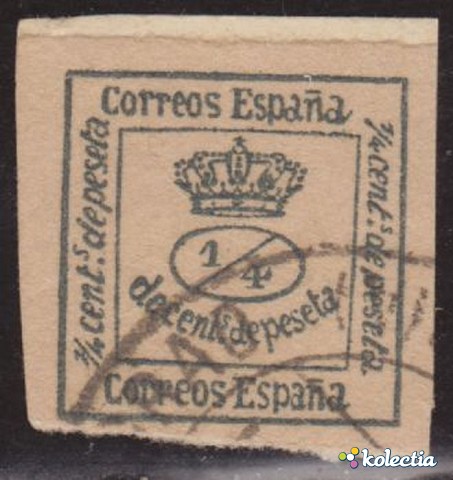 Correos España
1/4 cent.s de peseta
1/4 cent.s de peseta
1/4
de cent.s de peseta
Correos España
kolectia